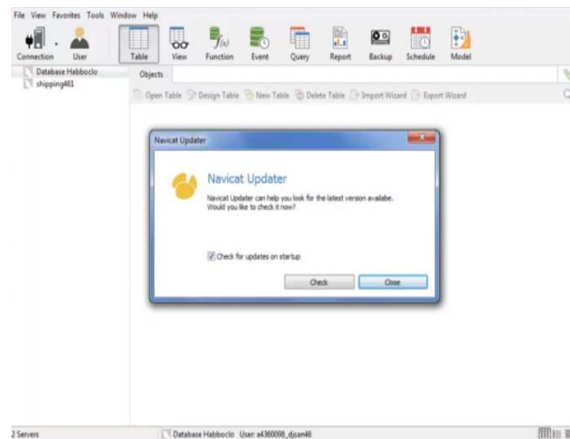 File View Favorites Tools Window Help
Connection User Table View Function Event Query Report Backup Schedule Model
Database Habboclo Objects
shipping461
Open Table Design Table New Table Delete Table Import Wizard Export Wizard
Navicat Updater
Navicat Updater
Navicat Updater can help you look for the latest version availabe.
Would you like to check it now?
Check for updates on startup
Check Close
2 Servers Database Habboclo User: a4360098_djsan46